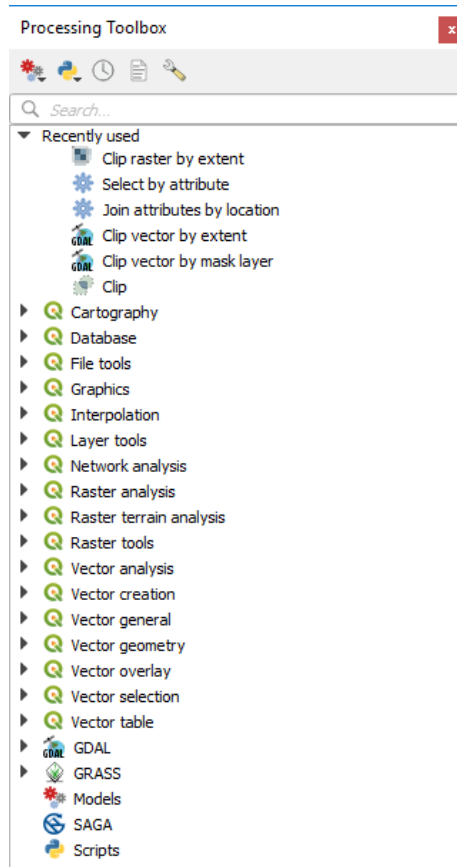 Processing Toolbox
x
Search...
Recently used
Clip raster by extent
Select by attribute
Join attributes by location
GDAL Clip vector by extent
GDAL Clip vector by mask layer
Clip
Cartography
Database
File tools
Graphics
Interpolation
Layer tools
Network analysis
Raster analysis
Raster terrain analysis
Raster tools
Vector analysis
Vector creation
Vector general
Vector geometry
Vector overlay
Vector selection
Vector table
GDAL GDAL
GRASS
Models
SAGA
Scripts